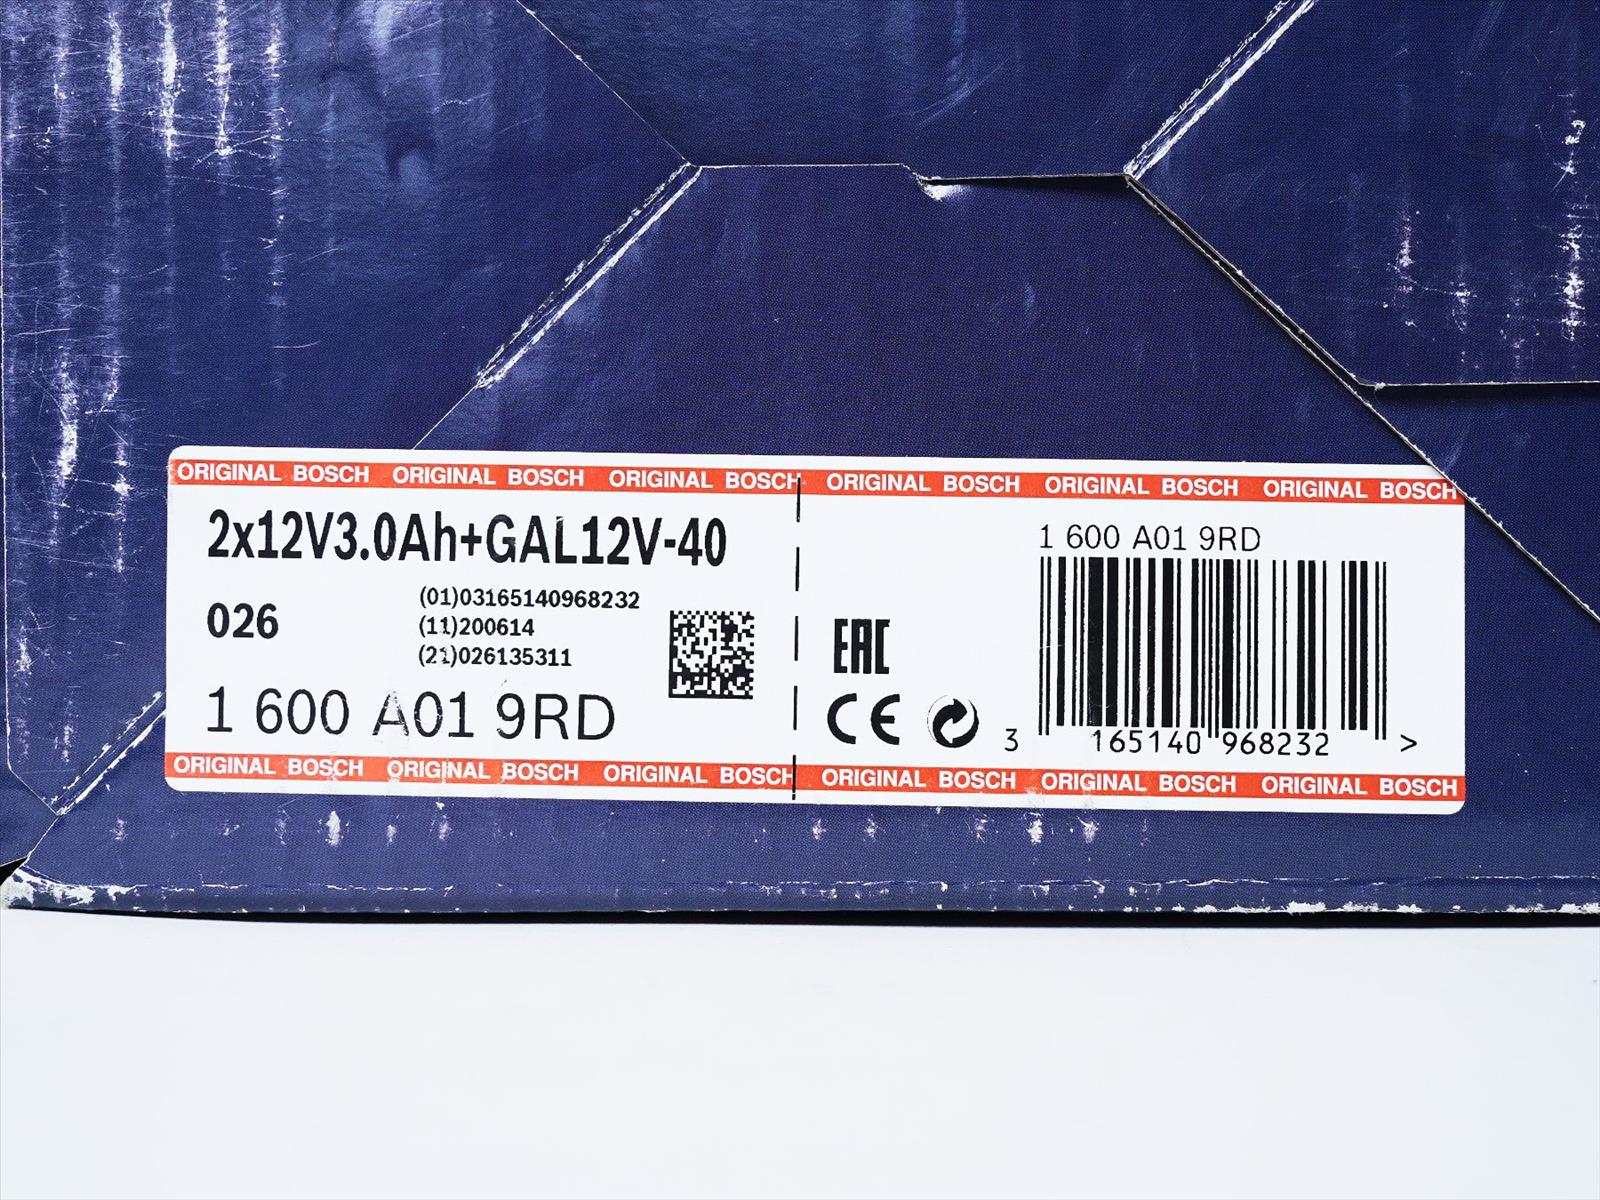 ORIGINAL BOSCH ORIGINAL BOSCH ORIGINAL BOSCH ORIGINAL BOSCH ORIGINAL BOSCH ORIGINAL BOSCH
2x12V3.0Ah+GAL12V-40
026
(01)03165140968232
(11)200614
(21)026135311
1 600 A01 9RD
EAC
CE
1 600 A01 9RD
3 165140 968232 >
ORIGINAL BOSCH ORIGINAL BOSCH ORIGINAL BOSCH ORIGINAL BOSCH ORIGINAL BOSCH ORIGINAL BOSCH